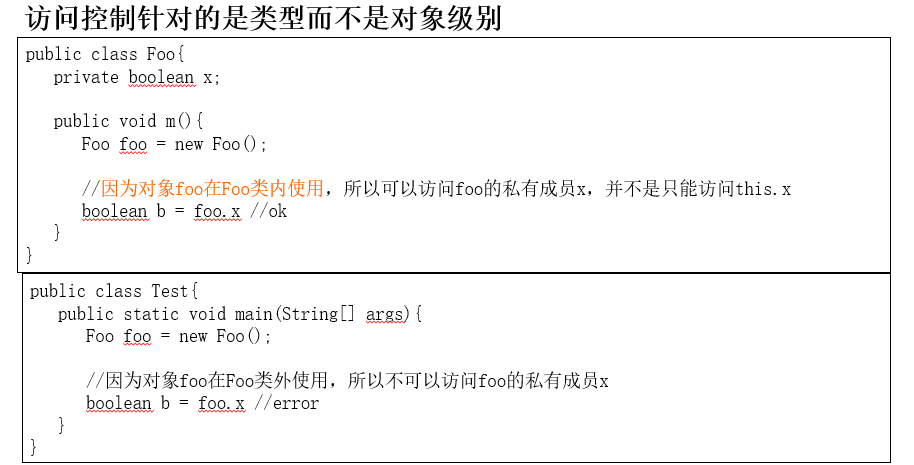 访问控制针对的是类型而不是对象级别
public class Foo{
private boolean x;
public void m(){
Foo foo = new Foo();
//因为对象foo在Foo类内使用，所以可以访问foo的私有成员x，并不是只能访问this.x
boolean b = foo.x //ok
}
}
public class Test{
public static void main(String[] args){
Foo foo = new Foo();
//因为对象foo在Foo类外使用，所以不可以访问foo的私有成员x
boolean b = foo.x //error
}
}